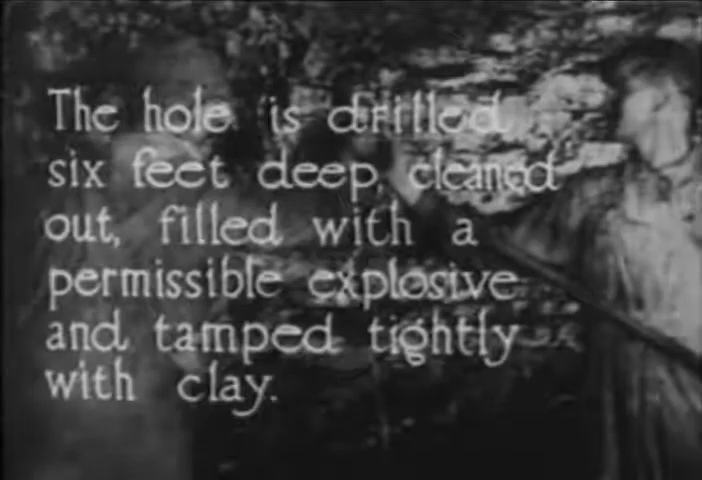 The hole is drilled
six feet deep, cleaned
out, filled with a
permissible explosive
and tamped tightly
with clay.